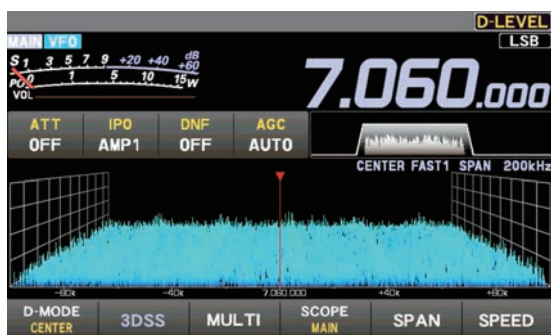 D-LEVEL
MAIN VFO
LSB
S 1 3 5 7 9 +20 +40 +60 dB
PO 0 1 5 10 15W
VOL
7.060.000
ATT IPO DNF AGC
OFF AMP1 OFF AUTO
CENTER FAST1 SPAN 200kHz
-80k -40k 7.060.000 +40k +80k
D-MODE 3DSS MULTI SCOPE SPAN SPEED
CENTER MAIN